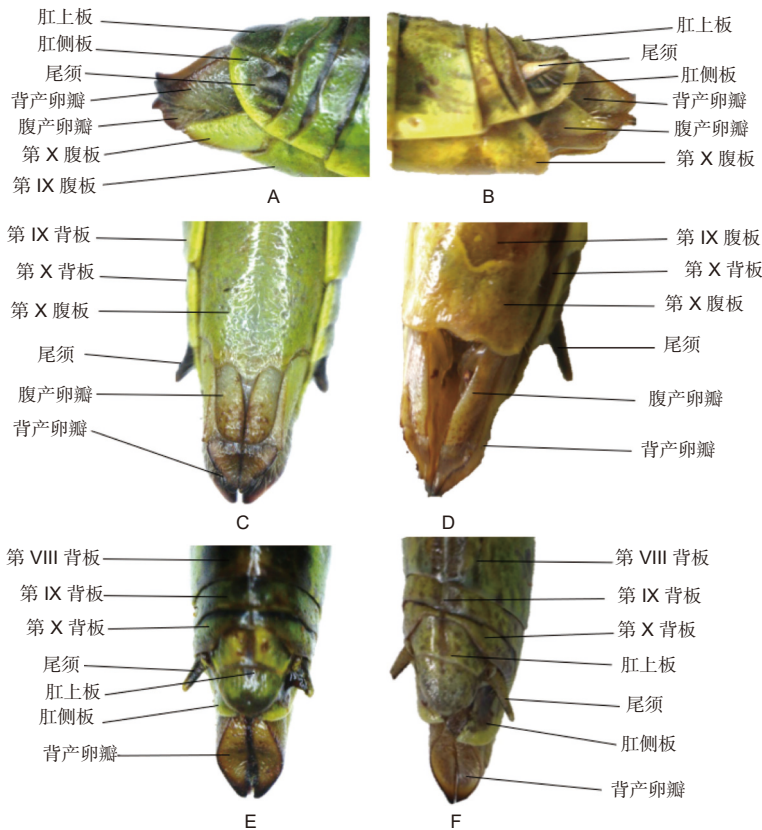 肛上板
肛侧板
尾须
背产卵瓣
腹产卵瓣
第 X 腹板
第 IX 腹板
A
肛上板
尾须
肛侧板
背产卵瓣
腹产卵瓣
第 X 腹板
B
第 IX 背板
第 X 背板
第 X 腹板
尾须
腹产卵瓣
背产卵瓣
C
第 IX 腹板
第 X 背板
第 X 腹板
尾须
腹产卵瓣
背产卵瓣
D
第 VIII 背板
第 IX 背板
第 X 背板
尾须
肛上板
肛侧板
背产卵瓣
E
第 VIII 背板
第 IX 背板
第 X 背板
肛上板
尾须
肛侧板
背产卵瓣
F